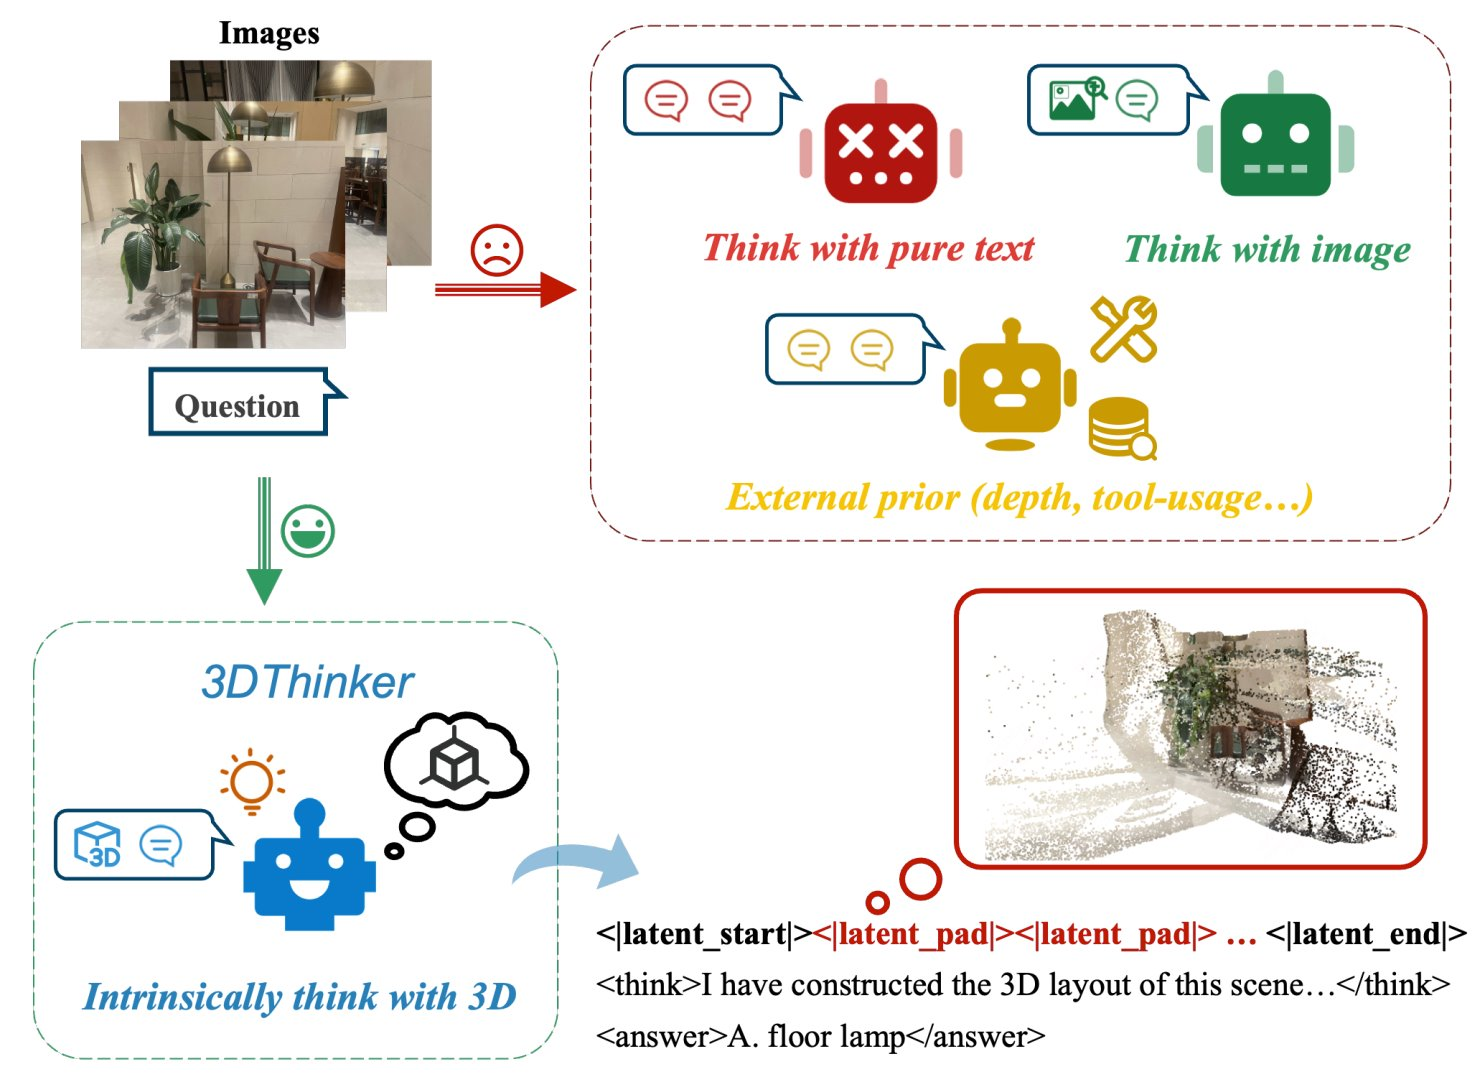 Images
Question
Think with pure text
Think with image
External prior (depth, tool-usage…)
3DThinker
3D
Intrinsically think with 3D
<|latent_start|><|latent_pad|><|latent_pad|> … <|latent_end|>
<think>I have constructed the 3D layout of this scene…</think>
<answer>A. floor lamp</answer>